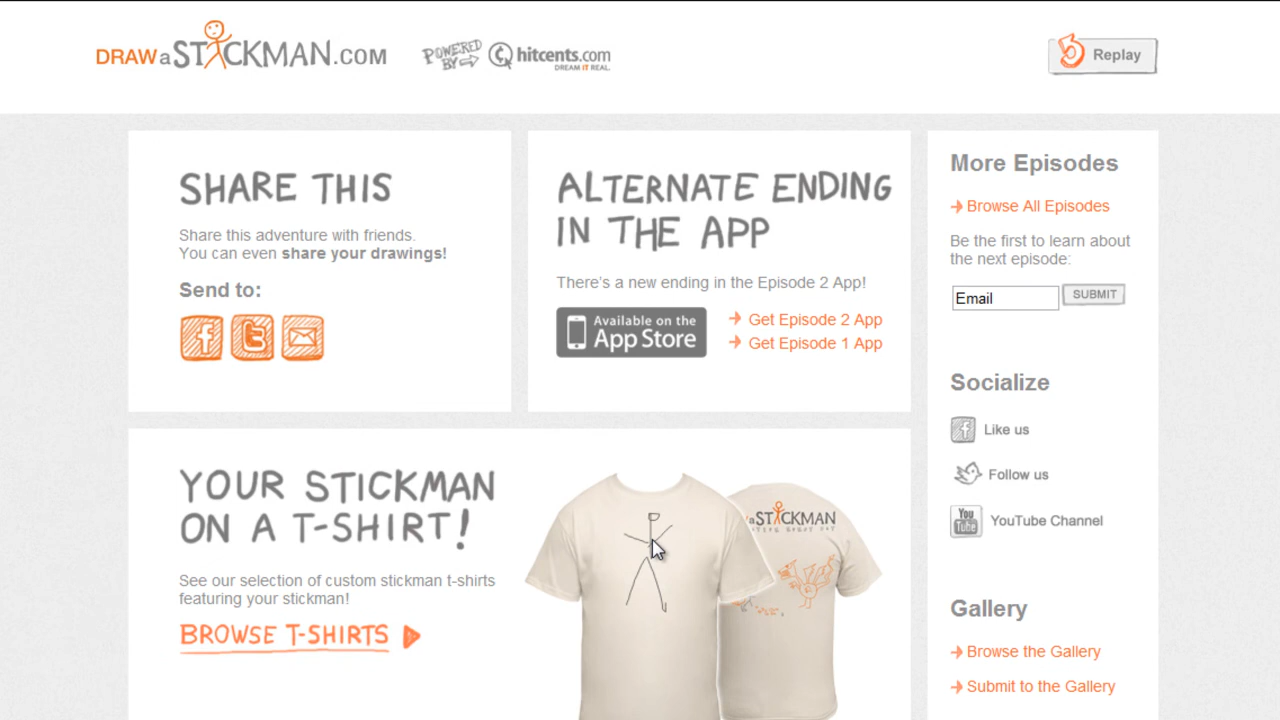 DRAWaSTICKMAN.COM
POWERED BY
hitcents.com
DREAM IT REAL.
Replay
SHARE THIS
Share this adventure with friends.
You can even share your drawings!
Send to:
ALTERNATE ENDING
IN THE APP
There's a new ending in the Episode 2 App!
Available on the
App Store
Get Episode 2 App
Get Episode 1 App
YOUR STICKMAN
ON A T-SHIRT!
See our selection of custom stickman t-shirts
featuring your stickman!
BROWSE T-SHIRTS
aSTICKMAN
More Episodes
Browse All Episodes
Be the first to learn about
the next episode:
Email
SUBMIT
Socialize
Like us
Follow us
You
Tube
YouTube Channel
Gallery
Browse the Gallery
Submit to the Gallery